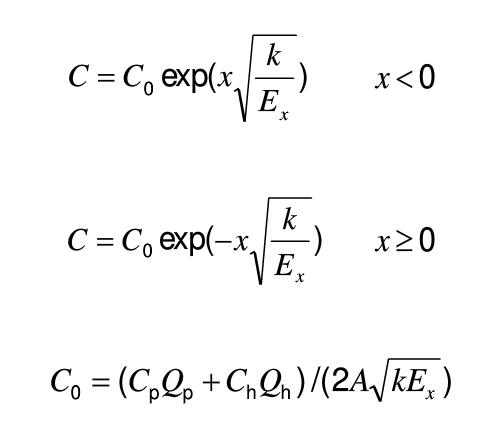 C = C₀ exp(x√(k/Eₓ))  x < 0
C = C₀ exp(−x√(k/Eₓ))  x ≥ 0
C₀ = (CₚQₚ + CₕQₕ)/(2A√(kEₓ))